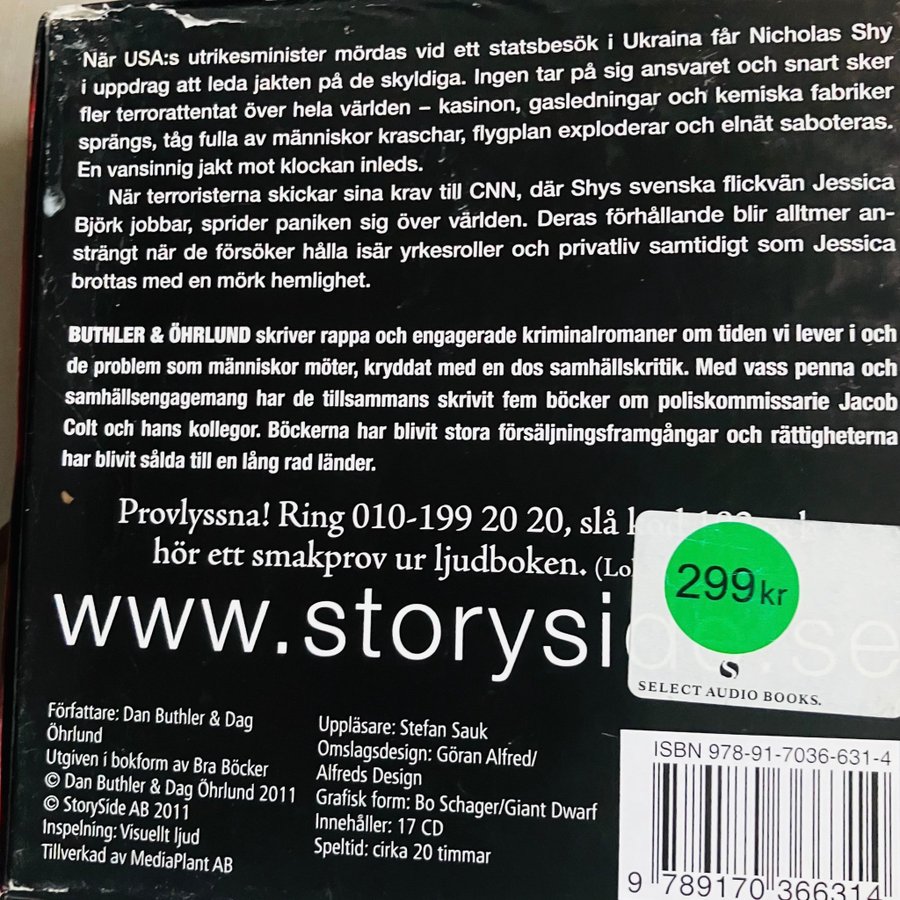 När USA:s utrikesminister mördas vid ett statsbesök i Ukraina får Nicholas Shy
i uppdrag att leda jakten på de skyldiga. Ingen tar på sig ansvaret och snart sker
fler terrorattentat över hela världen – kasinon, gasledningar och kemiska fabriker
sprängs, tåg fulla av människor kraschar, flygplan exploderar och elnät saboteras.
En vansinnig jakt mot klockan inleds.
När terroristerna skickar sina krav till CNN, där Shys svenska flickvän Jessica
Björk jobbar, sprider paniken sig över världen. Deras förhållande blir alltmer an-
strängt när de försöker hålla isär yrkesroller och privatliv samtidigt som Jessica
brottas med en mörk hemlighet.
BUTHLER & ÖHRLUND skriver rappa och engagerade kriminalromaner om tiden vi lever i och
de problem som människor möter, kryddat med en dos samhällskritik. Med vass penna och
samhällsengagemang har de tillsammans skrivit fem böcker om poliskommissarie Jacob
Colt och hans kollegor. Böckerna har blivit stora försäljningsframgångar och rättigheterna
har blivit sålda till en lång rad länder.
Provlyssna! Ring 010-199 20 20, slå
hör ett smakprov ur ljudboken.
www.storyside.se
299kr
SELECT AUDIO BOOKS.
Författare: Dan Buthler & Dag
Öhrlund
Utgiven i bokform av Bra Böcker
© Dan Buthler & Dag Öhrlund 2011
© StorySide AB 2011
Inspelning: Visuellt ljud
Tillverkad av MediaPlant AB
Uppläsare: Stefan Sauk
Omslagsdesign: Göran Alfred/
Alfreds Design
Grafisk form: Bo Schager/Giant Dwarf
Innehåller: 17 CD
Speltid: cirka 20 timmar
ISBN 978-91-7036-631-4
9 789170 366314